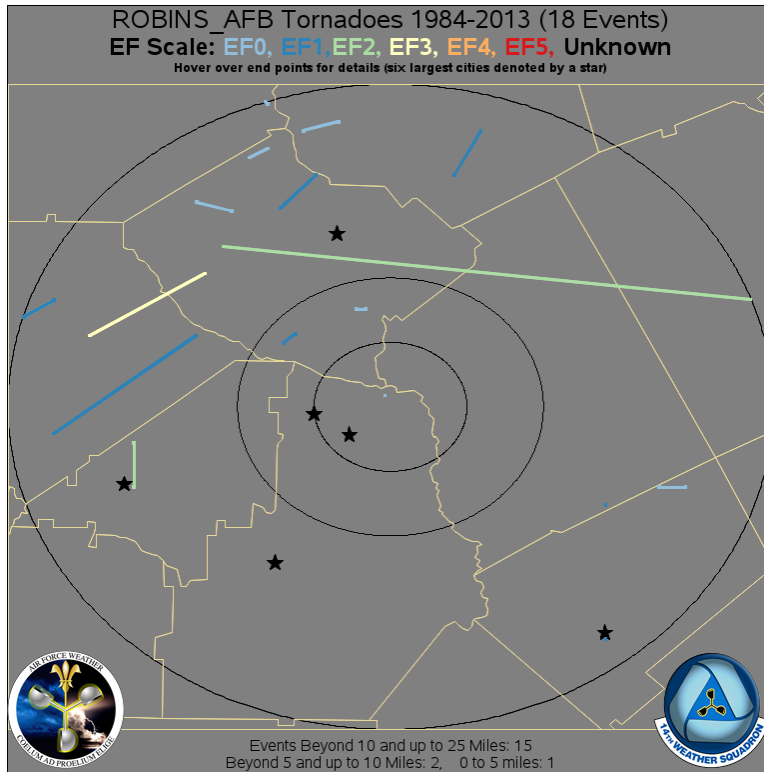 ROBINS_AFB Tornadoes 1984-2013 (18 Events)
EF Scale: EF0, EF1, EF2, EF3, EF4, EF5, Unknown
Hover over end points for details (six largest cities denoted by a star)
AIR FORCE WEATHER
COELUM AD PROELIUM ELIGE
14TH WEATHER SQUADRON
Events Beyond 10 and up to 25 Miles: 15
Beyond 5 and up to 10 Miles: 2, 0 to 5 miles: 1